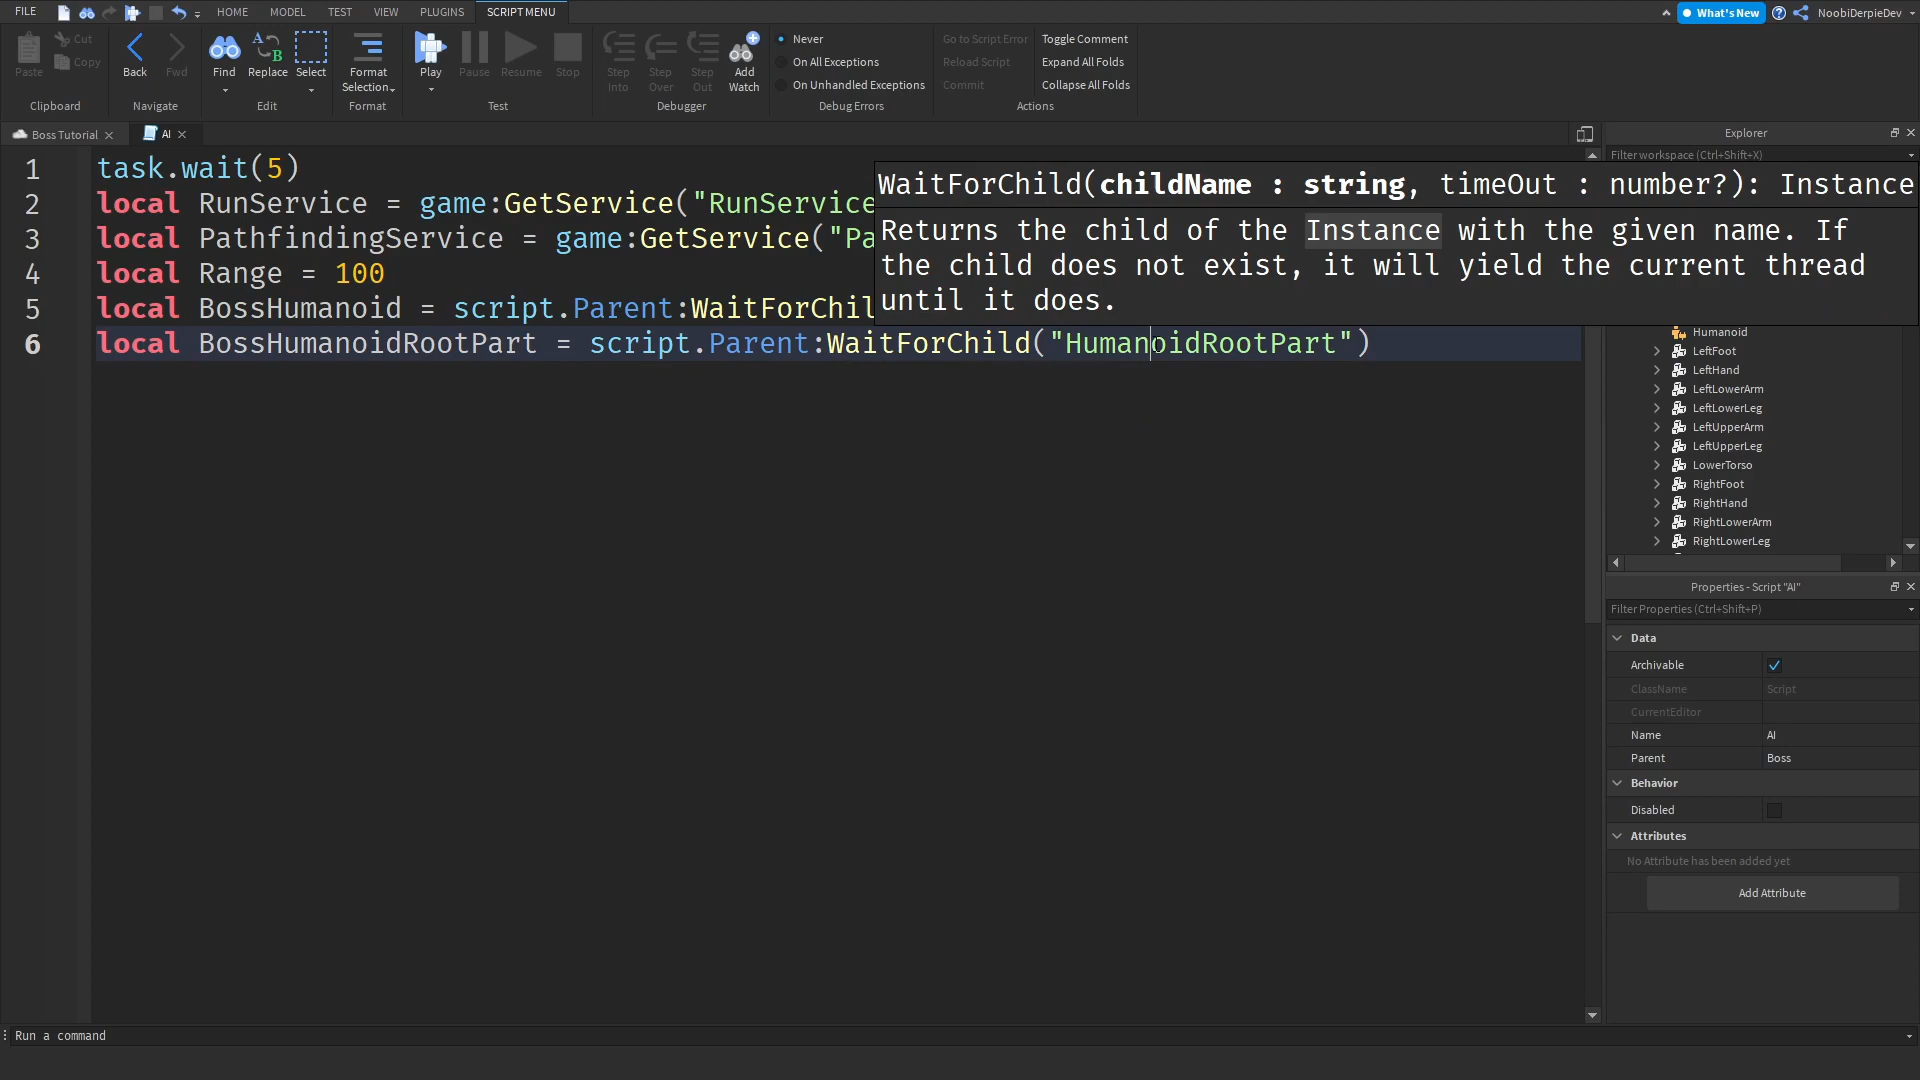 FILE HOME MODEL TEST VIEW PLUGINS SCRIPT MENU What's New NoobiDerpieDev
Paste Cut Copy Clipboard
Back Fwd Navigate
Find Replace Select Edit
Format Selection Format
Play Pause Resume Stop Test
Step Into Step Over Step Out Add Watch Debugger
Never
On All Exceptions
On Unhandled Exceptions
Debug Errors
Go to Script Error Toggle Comment
Reload Script Expand All Folds
Commit Collapse All Folds
Actions
Boss Tutorial AI
1 task.wait(5)
2 local RunService = game:GetService("RunService
3 local PathfindingService = game:GetService("Pa
4 local Range = 100
5 local BossHumanoid = script.Parent:WaitForChil
6 local BossHumanoidRootPart = script.Parent:WaitForChild("HumanoidRootPart")
WaitForChild(childName : string, timeOut : number?): Instance
Returns the child of the Instance with the given name. If
the child does not exist, it will yield the current thread
until it does.
Explorer
Filter workspace (Ctrl+Shift+X)
Humanoid
LeftFoot
LeftHand
LeftLowerArm
LeftLowerLeg
LeftUpperArm
LeftUpperLeg
LowerTorso
RightFoot
RightHand
RightLowerArm
RightLowerLeg
Properties - Script "AI"
Filter Properties (Ctrl+Shift+P)
Data
Archivable
ClassName Script
CurrentEditor
Name AI
Parent Boss
Behavior
Disabled
Attributes
No Attribute has been added yet
Add Attribute
Run a command